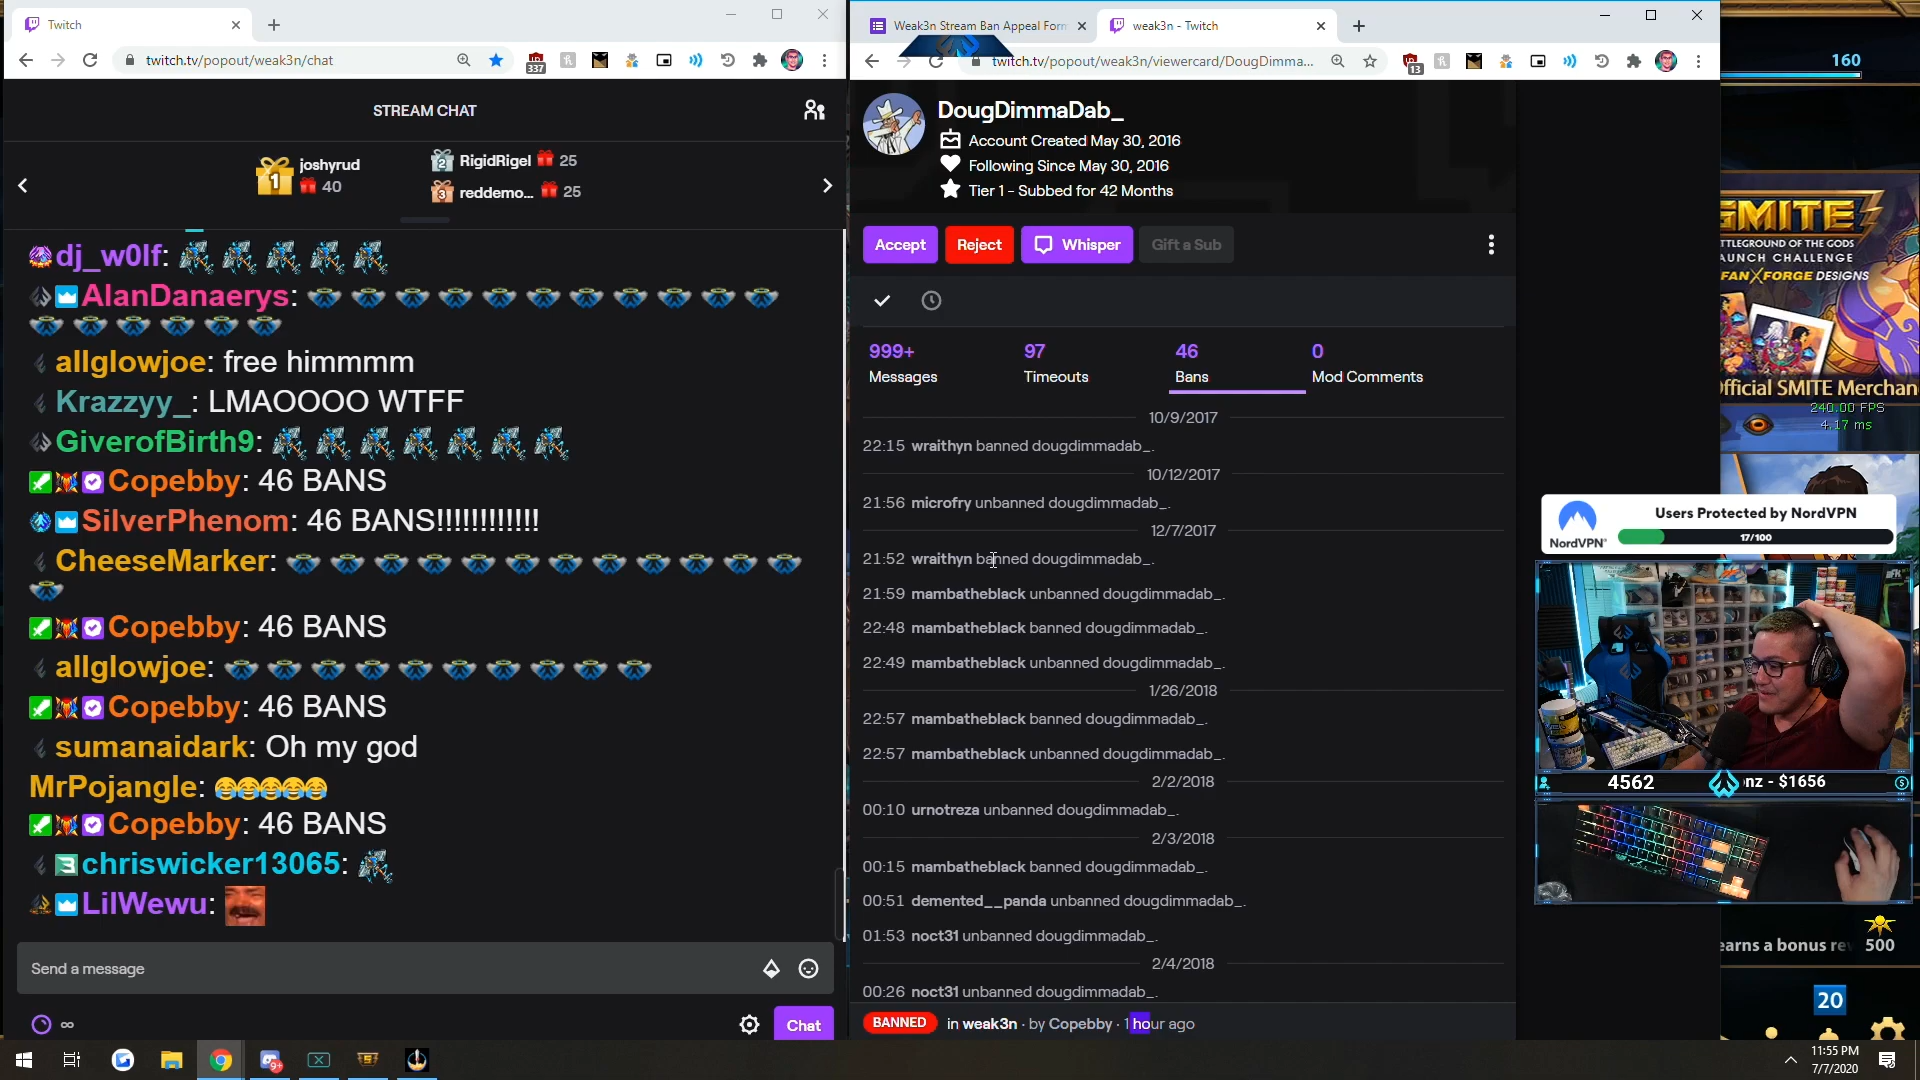 Twitch
twitch.tv/popout/weak3n/chat
337
STREAM CHAT
1
joshyrud
40
2
RigidRigel 25
3
reddemo... 25
dj_w0lf:
AlanDanaerys:
allglowjoe: free himmmm
Krazzyy_: LMAOOOO WTFF
GiverofBirth9:
Copebby: 46 BANS
SilverPhenom: 46 BANS!!!!!!!!!!!!
CheeseMarker:
Copebby: 46 BANS
allglowjoe:
Copebby: 46 BANS
sumanaidark: Oh my god
MrPojangle:
Copebby: 46 BANS
3 chriswicker13065:
LilWewu:
Send a message
∞
Chat
Weak3n Stream Ban Appeal Form
weak3n - Twitch
twitch.tv/popout/weak3n/viewercard/DougDimma...
13
DougDimmaDab_
Account Created May 30, 2016
Following Since May 30, 2016
Tier 1 - Subbed for 42 Months
Accept
Reject
Whisper
Gift a Sub
999+
Messages
97
Timeouts
46
Bans
0
Mod Comments
10/9/2017
22:15 wraithyn banned dougdimmadab_.
10/12/2017
21:56 microfry unbanned dougdimmadab_.
12/7/2017
21:52 wraithyn banned dougdimmadab_.
21:59 mambatheblack unbanned dougdimmadab_.
22:48 mambatheblack banned dougdimmadab_.
22:49 mambatheblack unbanned dougdimmadab_.
1/26/2018
22:57 mambatheblack banned dougdimmadab_.
22:57 mambatheblack unbanned dougdimmadab_.
2/2/2018
00:10 urnotreza unbanned dougdimmadab_.
2/3/2018
00:15 mambatheblack banned dougdimmadab_.
00:51 demented__panda unbanned dougdimmadab_.
01:53 noct31 unbanned dougdimmadab_.
2/4/2018
00:26 noct31 unbanned dougdimmadab_.
BANNED in weak3n · by Copebby · 1 hour ago
160
SMITE
TTLEGROUND OF THE GODS
AUNCH CHALLENGE
FAN FORGE DESIGNS
fficial SMITE Merchan
240.00 FPS
4.17 ms
Users Protected by NordVPN
NordVPN®
17/100
4562
onz - $1656
earns a bonus re
500
20
9+
11:55 PM
7/7/2020